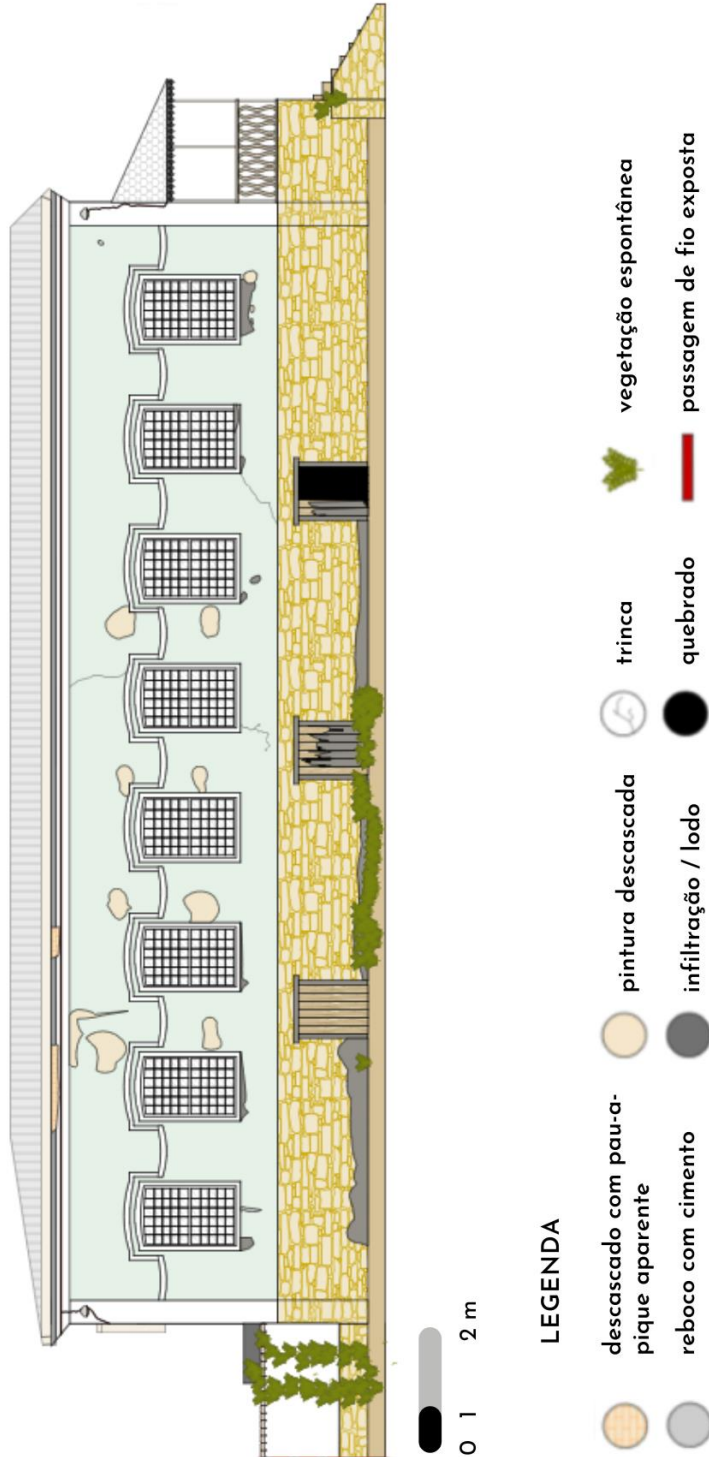 0 1 2 m
LEGENDA
descascado com pau-a-
pique aparente
pintura descascada
trinca
vegetação espontânea
reboco com cimento
infiltração / lodo
quebrado
passagem de fio exposta